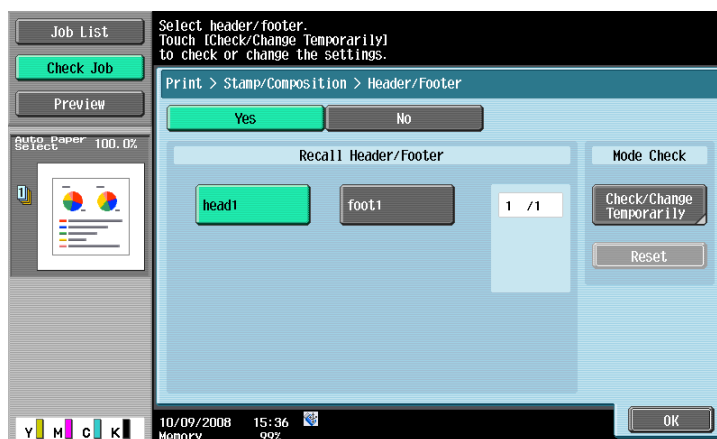 Job List
Check Job
Preview
Auto Paper
Select 100.0%
1
Y M C K
Select header/footer.
Touch [Check/Change Temporarily]
to check or change the settings.
Print > Stamp/Composition > Header/Footer
Yes No
Recall Header/Footer
head1 foot1 1 /1
Mode Check
Check/Change
Temporarily
Reset
10/09/2008 15:36
Memory 99%
OK